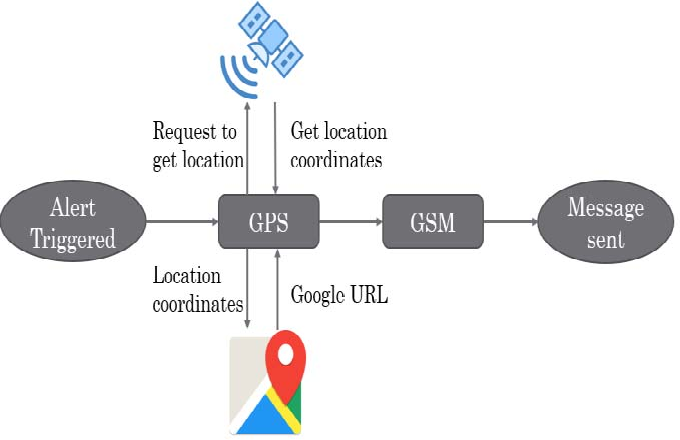 Request to
get location
Get location
coordinates
Alert
Triggered
GPS
GSM
Message
sent
Location
coordinates
Google URL